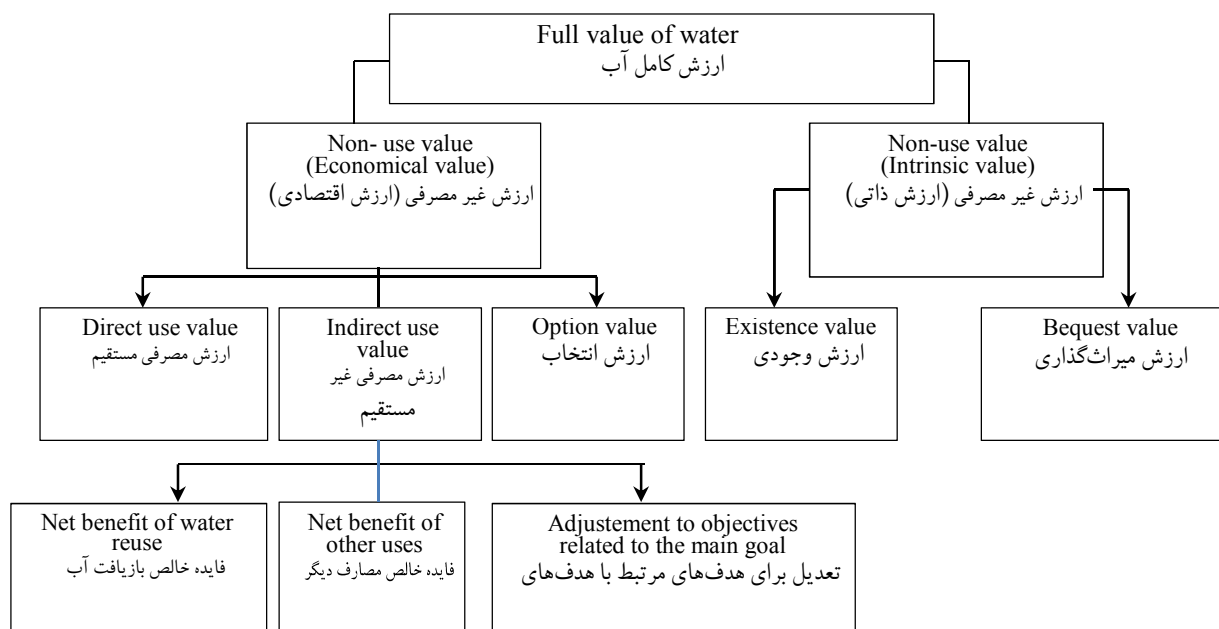 Full value of water
ارزش کامل آب
Non- use value
(Economical value)
ارزش غیر مصرفی (ارزش اقتصادی)
Non-use value
(Intrinsic value)
ارزش غیر مصرفی (ارزش ذاتی)
Direct use value
ارزش مصرفی مستقیم
Indirect use
value
ارزش مصرفی غیر
مستقیم
Option value
ارزش انتخاب
Existence value
ارزش وجودی
Bequest value
ارزش میراث‌گذاری
Net benefit of water
reuse
فایده خالص بازیافت آب
Net benefit of
other uses
فایده خالص مصارف دیگر
Adjustement to objectives
related to the main goal
تعدیل برای هدف‌های مرتبط با هدف‌های